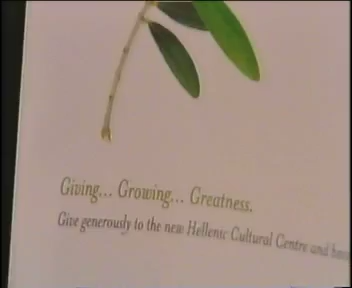 Giving... Growing... Greatness.
Give generously to the new Hellenic Cultural Centre and